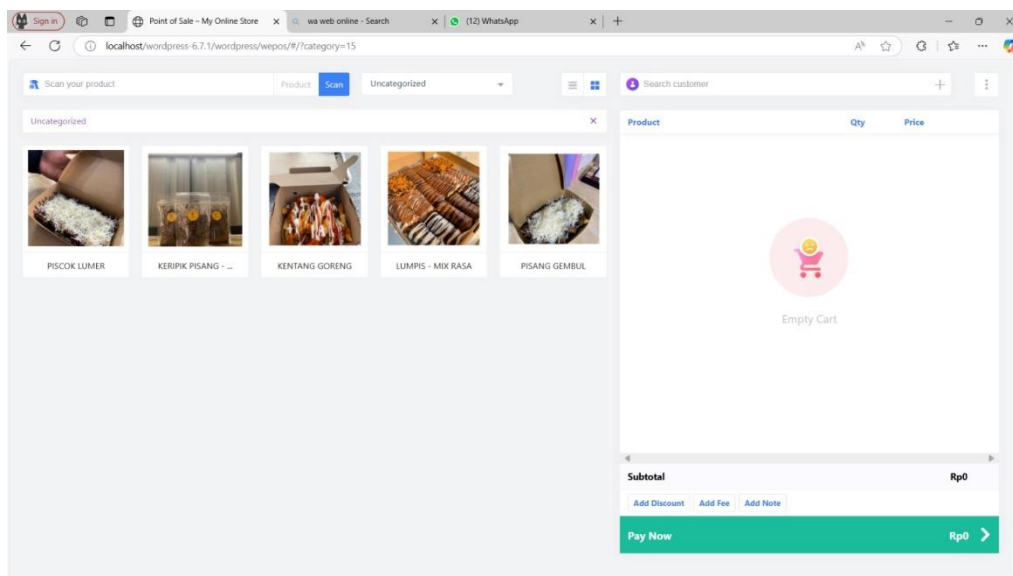 Sign in
Point of Sale – My Online Store
wa web online - Search
(12) WhatsApp
localhost/wordpress-6.7.1/wordpress/wepos/#/?category=15
Scan your product
Product
Scan
Uncategorized
Search customer
Uncategorized
Product
Qty
Price
PISCOK LUMER
KERIPIK PISANG - ...
KENTANG GORENG
LUMPIS - MIX RASA
PISANG GEMBUL
Empty Cart
Subtotal
Rp0
Add Discount
Add Fee
Add Note
Pay Now
Rp0